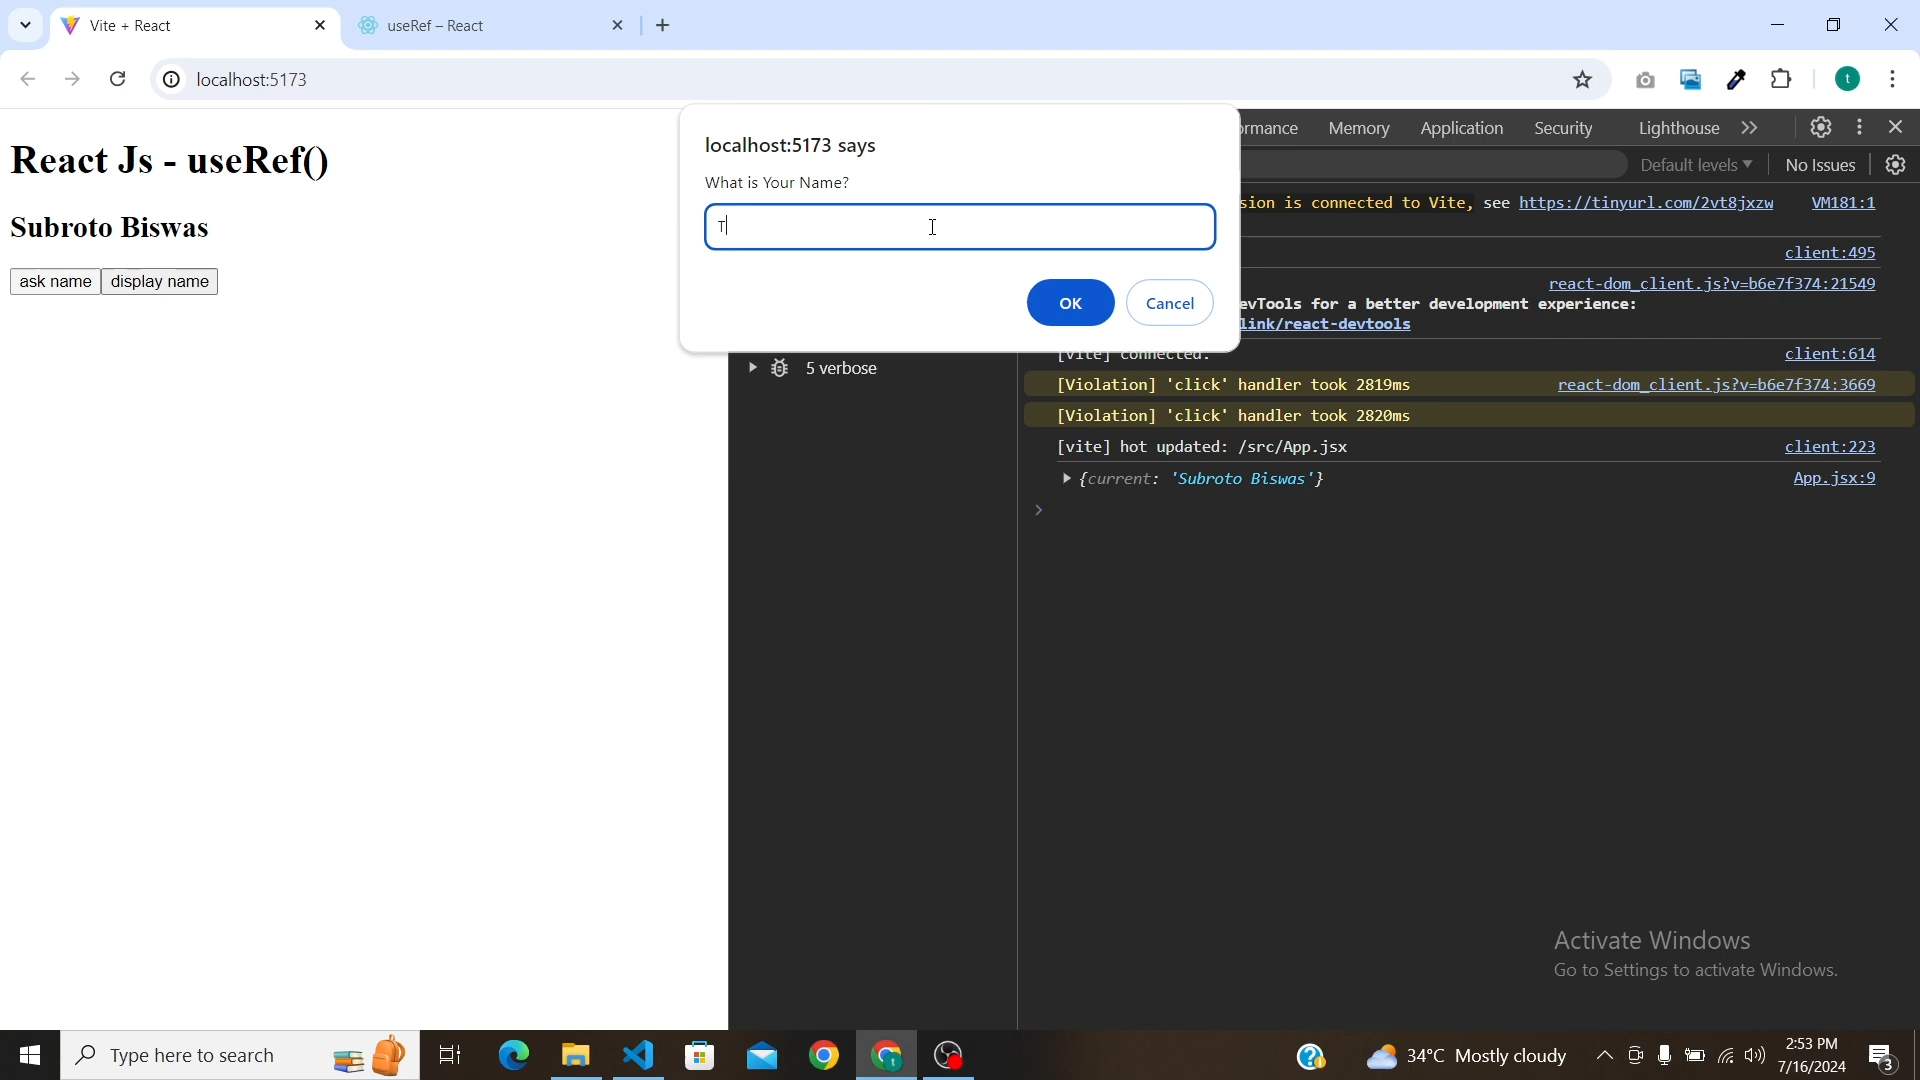 Vite + React
useRef – React
localhost:5173
React Js - useRef()
Subroto Biswas
ask name
display name
localhost:5173 says
What is Your Name?
T
OK
Cancel
Memory
Application
Security
Lighthouse
Default levels
No Issues
is connected to Vite, see https://tinyurl.com/2vt8jxzw VM181:1
client:495
react-dom_client.js?v=b6e7f374:21549
for a better development experience:
link/react-devtools
5 verbose
[vite] connected. client:614
[Violation] 'click' handler took 2819ms react-dom_client.js?v=b6e7f374:3669
[Violation] 'click' handler took 2820ms
[vite] hot updated: /src/App.jsx client:223
{current: 'Subroto Biswas'} App.jsx:9
Activate Windows
Go to Settings to activate Windows.
Type here to search
34°C Mostly cloudy
2:53 PM
7/16/2024
3
t